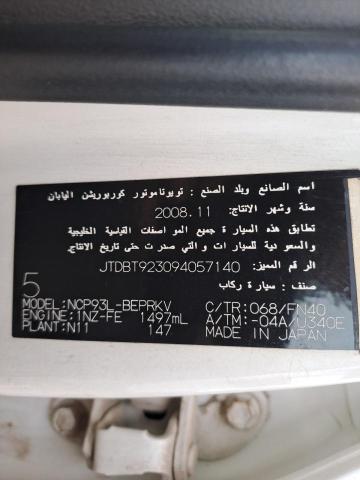 اسم الصانع وبلد الصنع : تويوتاموتور كوربوريشن اليابان
سنة وشهر الانتاج: 2008.11
تطابق هذه السيارة جميع المواصفات القياسية الخليجية
والسعودية للسيارات والتي صدرت حتى تاريخ الإنتاج.
الرقم المميز: JTDBT923094057140
صنف : سيارة ركاب
5
MODEL: NCP93L-BEPRKV C/TR: 068/FN40
ENGINE: 1NZ-FE 1497mL A/TM: -04A/U340E
PLANT: N11 147 MADE IN JAPAN